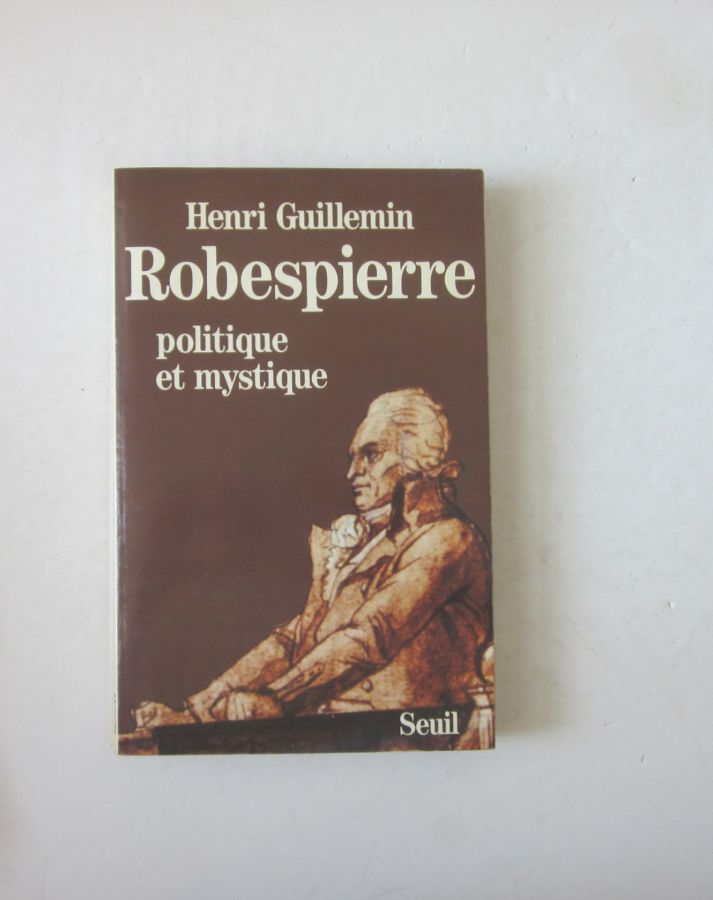 Henri Guillemin
Robespierre
politique
et mystique
Seuil